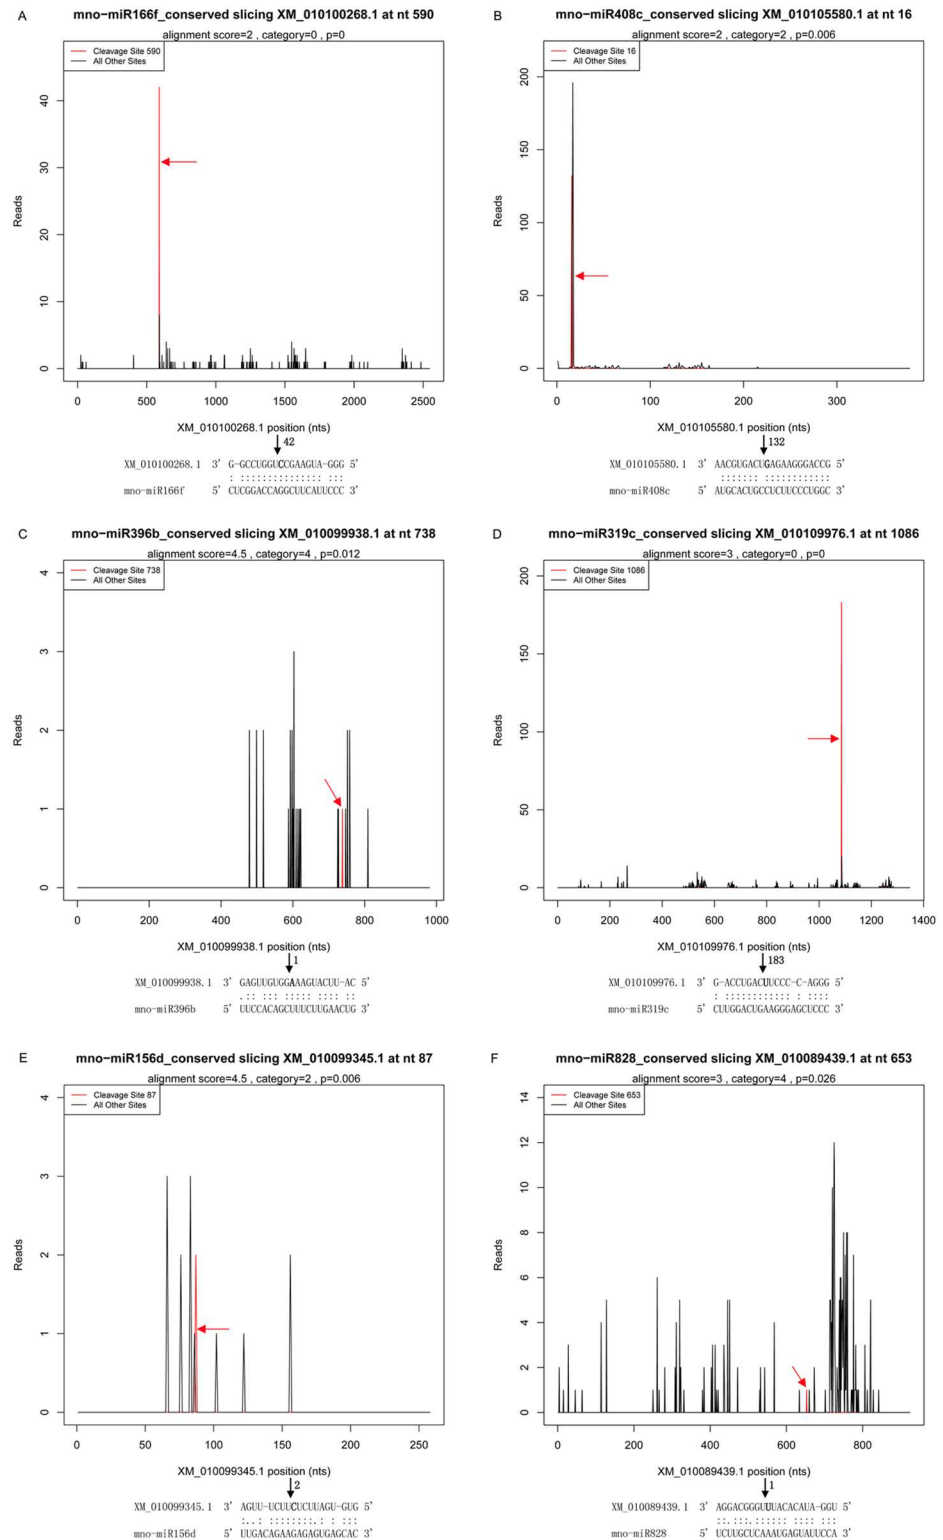 A
mno-miR166f_conserved slicing XM_010100268.1 at nt 590
alignment score=2 , category=0 , p=0
Cleavage Site 590
All Other Sites
Reads
40
30
20
10
0
0 500 1000 1500 2000 2500
XM_010100268.1 position (nts)
42
XM_010100268.1 3' G-GCCUGGUCCGAAGUA-GGG 5'
: ::::::::::::::: :::
mno-miR166f 5' CUCGGACCAGGCUUCAUUCCC 3'
B
mno-miR408c_conserved slicing XM_010105580.1 at nt 16
alignment score=2 , category=2 , p=0.006
Cleavage Site 16
All Other Sites
Reads
200
150
100
50
0
0 100 200 300
XM_010105580.1 position (nts)
132
XM_010105580.1 3' AACGUGACUGAGAAGGGACCG 5'
::::::: :::::::::::
mno-miR408c 5' AUGCACUGCCUCUUCCCUGGC 3'
C
mno-miR396b_conserved slicing XM_010099938.1 at nt 738
alignment score=4.5 , category=4 , p=0.012
Cleavage Site 738
All Other Sites
Reads
4
3
2
1
0
0 200 400 600 800 1000
XM_010099938.1 position (nts)
1
XM_010099938.1 3' GAGUUGUGGAAAGUACUU-AC 5'
.:: ::: :::::: :::: ::
mno-miR396b 5' UUCCACAGCUUUCUUGAACUG 3'
D
mno-miR319c_conserved slicing XM_010109976.1 at nt 1086
alignment score=3 , category=0 , p=0
Cleavage Site 1086
All Other Sites
Reads
200
150
100
50
0
0 200 400 600 800 1000 1200 1400
XM_010109976.1 position (nts)
183
XM_010109976.1 3' G-ACCUGACUUCCC-C-AGGG 5'
: :::::::::::: : ::::
mno-miR319c 5' CUUGGACUGAAGGGAGCUCCC 3'
E
mno-miR156d_conserved slicing XM_010099345.1 at nt 87
alignment score=4.5 , category=2 , p=0.006
Cleavage Site 87
All Other Sites
Reads
4
3
2
1
0
0 50 100 150 200 250
XM_010099345.1 position (nts)
2
XM_010099345.1 3' AGUU-UCUUCUCUUAGU-GUG 5'
:..: :::::::::.:: :::
mno-miR156d 5' UUGACAGAAGAGAGUGAGCAC 3'
F
mno-miR828_conserved slicing XM_010089439.1 at nt 653
alignment score=3 , category=4 , p=0.026
Cleavage Site 653
All Other Sites
Reads
14
12
10
8
6
4
2
0
0 200 400 600 800
XM_010089439.1 position (nts)
1
XM_010089439.1 3' AGGACGGGUUUACACAUA-GGU 5'
::.:::.:::: :::::: :::
mno-miR828 5' UCUUGCUCAAAUGAGUAUUCCA 3'